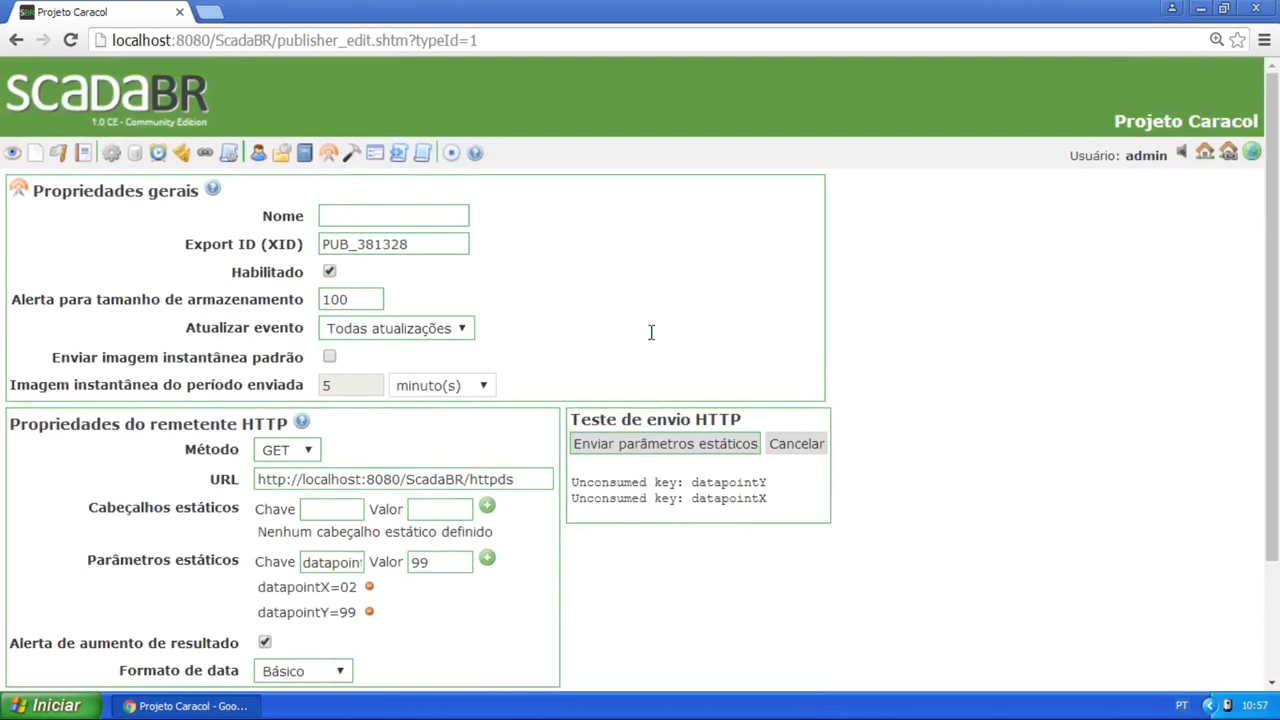 Projeto Caracol
localhost:8080/ScadaBR/publisher_edit.shtm?typeId=1
SCADABR
1.0 CE - Community Edition
Projeto Caracol
Usuário: admin
Propriedades gerais
Nome
Export ID (XID) PUB_381328
Habilitado
Alerta para tamanho de armazenamento 100
Atualizar evento Todas atualizações
Enviar imagem instantânea padrão
Imagem instantânea do período enviada 5 minuto(s)
Propriedades do remetente HTTP
Método GET
URL http://localhost:8080/ScadaBR/httpds
Cabeçalhos estáticos Chave Valor
Nenhum cabeçalho estático definido
Parâmetros estáticos Chave datapoint Valor 99
datapointX=02
datapointY=99
Alerta de aumento de resultado
Formato de data Básico
Teste de envio HTTP
Enviar parâmetros estáticos Cancelar
Unconsumed key: datapointY
Unconsumed key: datapointX
Iniciar Projeto Caracol - Goo... PT 10:57